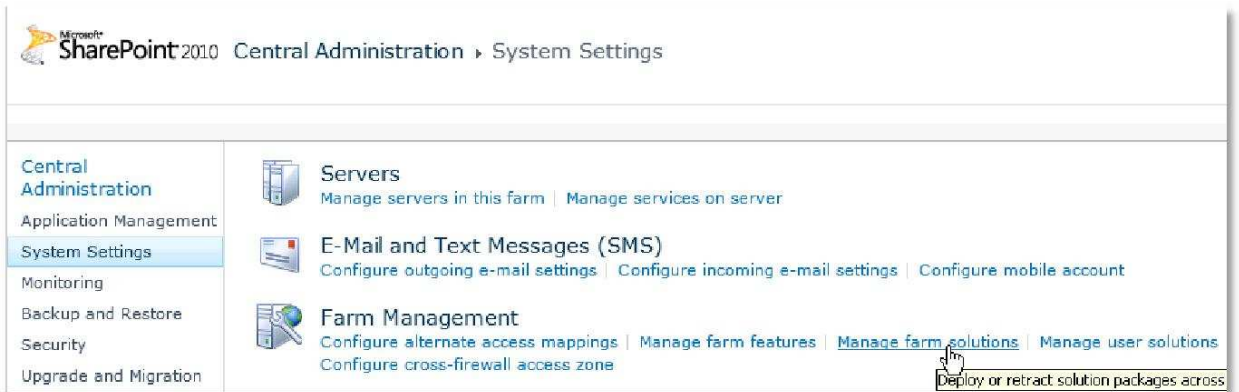 Microsoft
SharePoint 2010 Central Administration ▸ System Settings
Central
Administration
Application Management
System Settings
Monitoring
Backup and Restore
Security
Upgrade and Migration
Servers
Manage servers in this farm | Manage services on server
E-Mail and Text Messages (SMS)
Configure outgoing e-mail settings | Configure incoming e-mail settings | Configure mobile account
Farm Management
Configure alternate access mappings | Manage farm features | Manage farm solutions | Manage user solutions
Configure cross-firewall access zone
Deploy or retract solution packages across